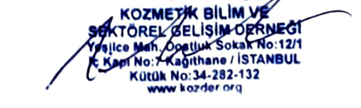 KOZMETİK BİLİM VE
SEKTÖREL GELİŞİM DERNEĞİ
Yeşilce Mah. Dostluk Sokak No:12/1
İç Kapı No:7 Kağıthane / İSTANBUL
Kütük No:34-282-132
www.kozder.org